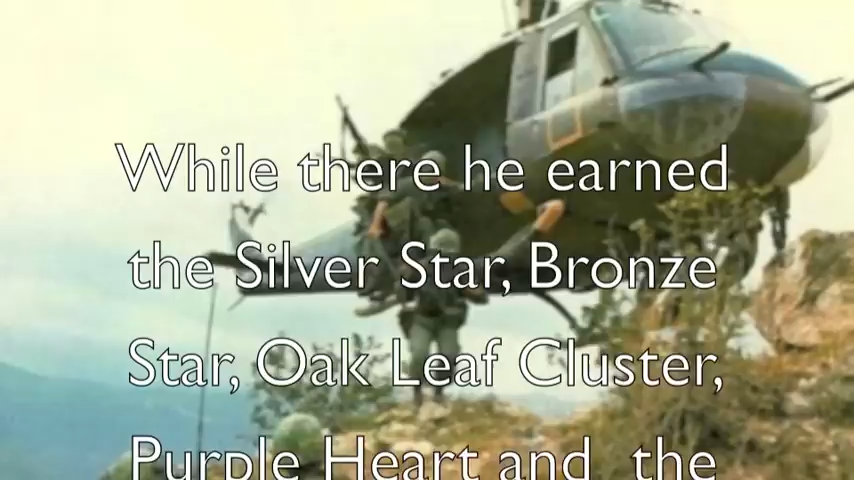 While there he earned
the Silver Star, Bronze
Star, Oak Leaf Cluster,
Purple Heart and the